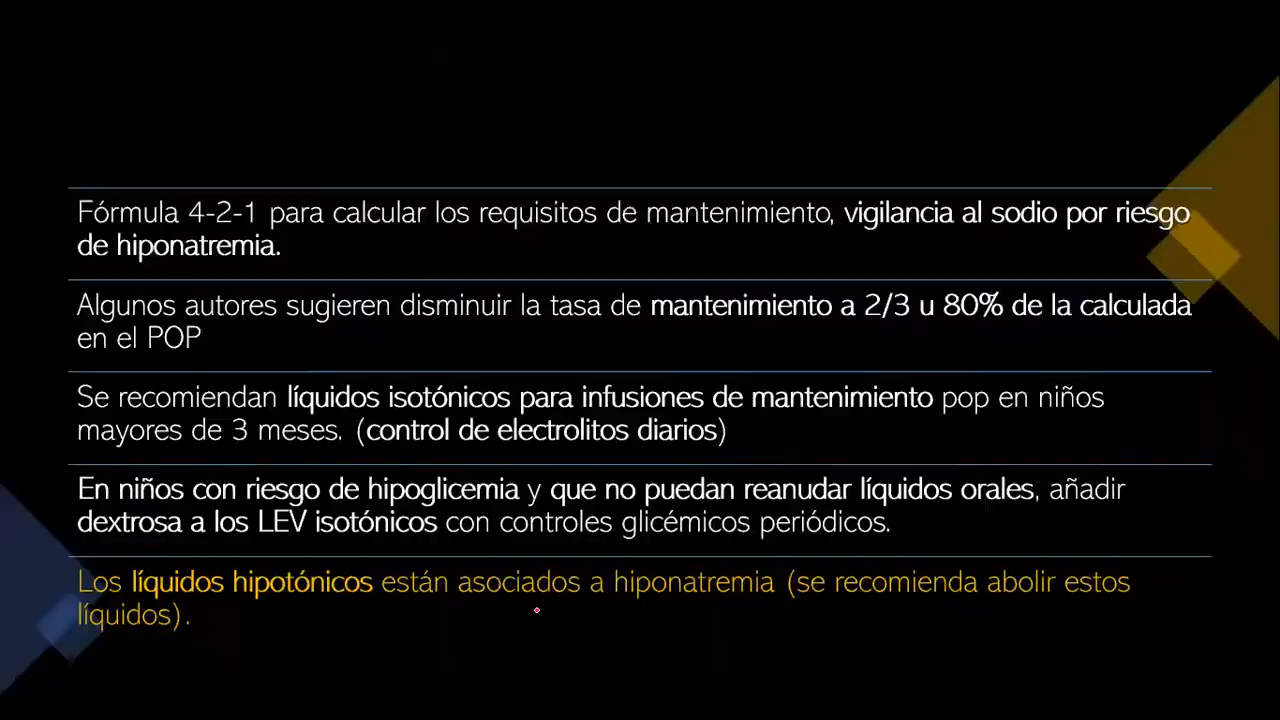 Fórmula 4-2-1 para calcular los requisitos de mantenimiento, vigilancia al sodio por riesgo
de hiponatremia.
Algunos autores sugieren disminuir la tasa de mantenimiento a 2/3 u 80% de la calculada
en el POP
Se recomiendan líquidos isotónicos para infusiones de mantenimiento pop en niños
mayores de 3 meses. (control de electrolitos diarios)
En niños con riesgo de hipoglicemia y que no puedan reanudar líquidos orales, añadir
dextrosa a los LEV isotónicos con controles glicémicos periódicos.
Los líquidos hipotónicos están asociados a hiponatremia (se recomienda abolir estos
líquidos).